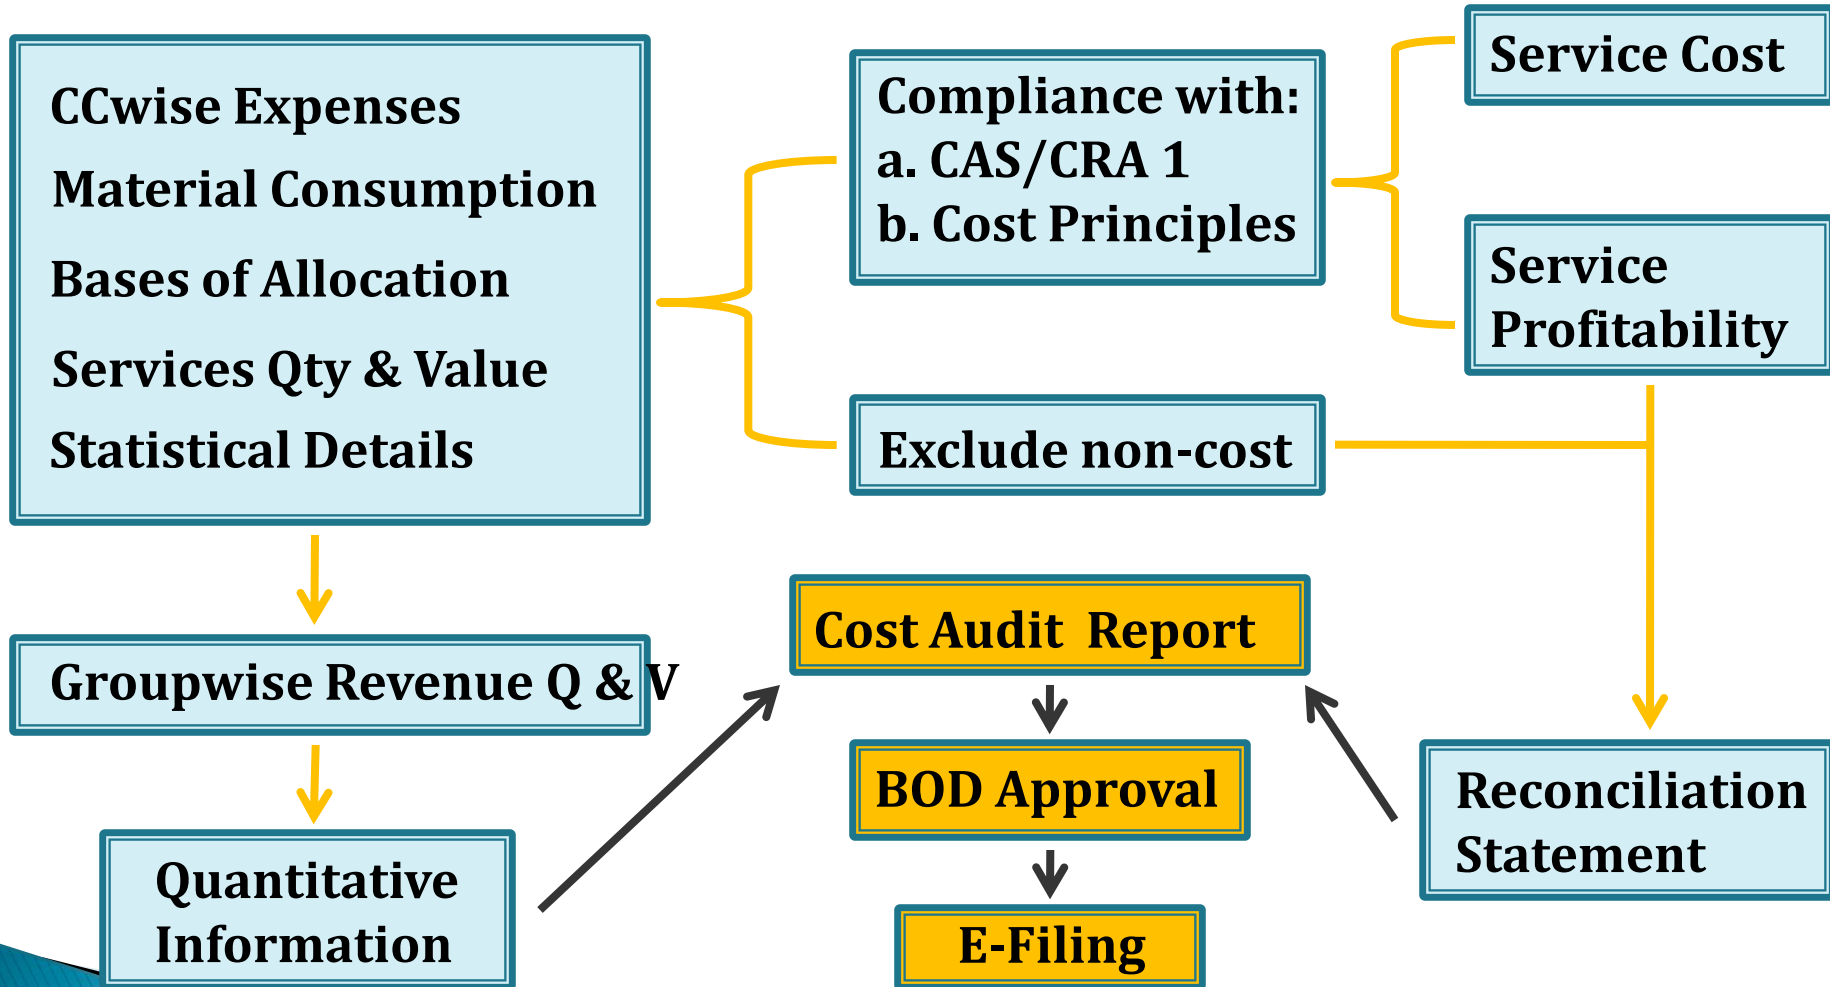 CCwise Expenses
Material Consumption
Bases of Allocation
Services Qty & Value
Statistical Details
Compliance with:
a. CAS/CRA 1
b. Cost Principles
Exclude non-cost
Service Cost
Service
Profitability
Groupwise Revenue Q & V
Quantitative
Information
Cost Audit Report
BOD Approval
E-Filing
Reconciliation
Statement